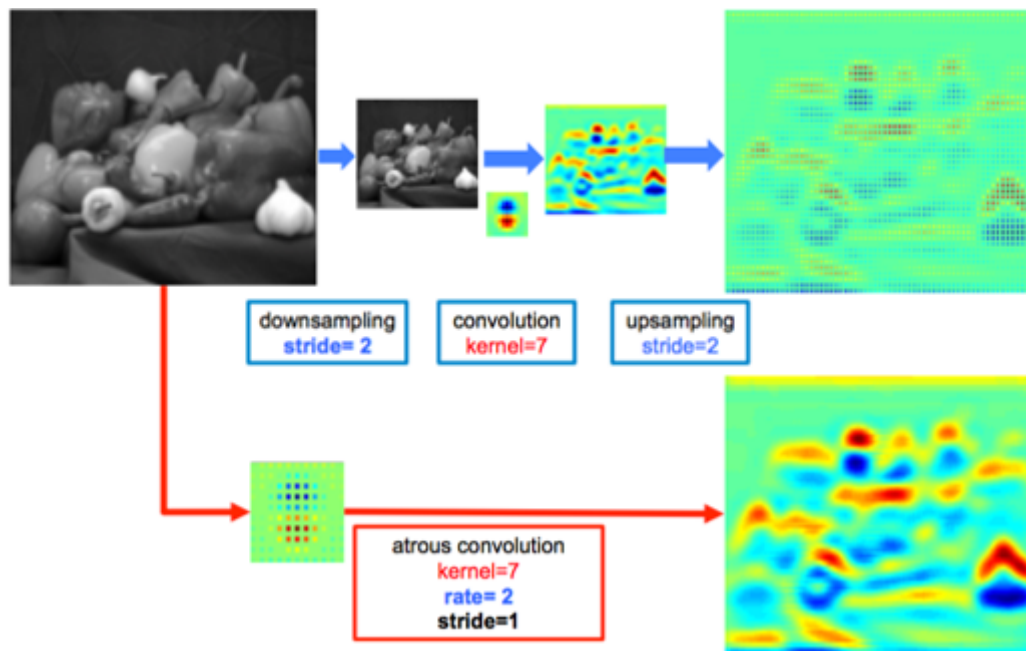 downsampling
stride= 2
convolution
kernel=7
upsampling
stride=2
atrous convolution
kernel=7
rate= 2
stride=1